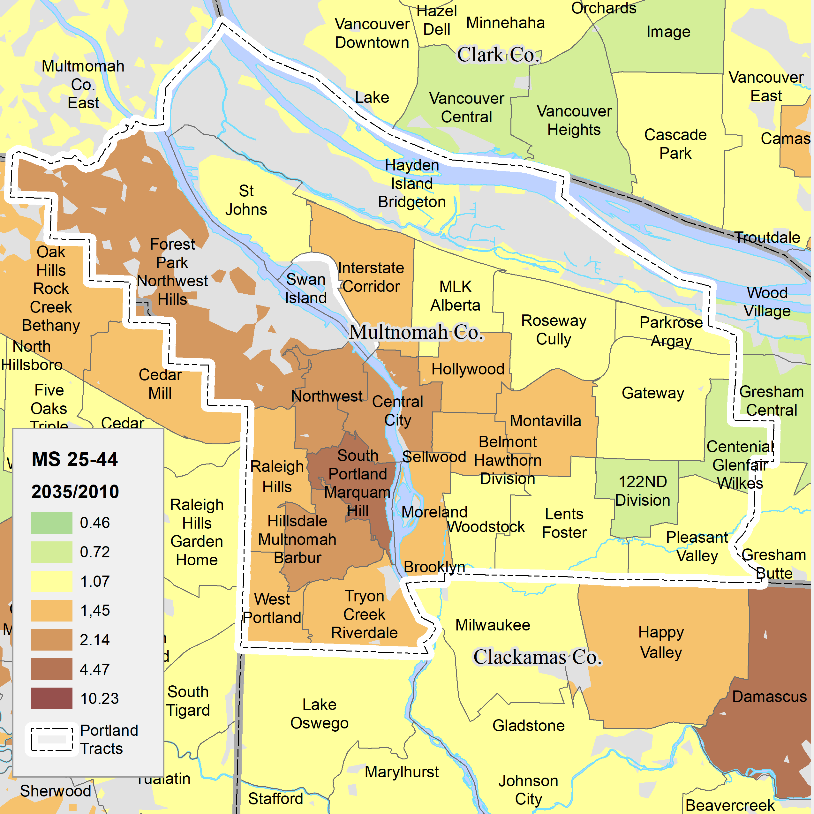 Hazel
Dell
Minnehaha
Orchards
Vancouver
Downtown
Clark Co.
Image
Multmomah
Co.
East
Lake
Vancouver
Central
Vancouver
Heights
Vancouver
East
Cascade
Park
Camas
Hayden
Island
Bridgeton
St
Johns
Troutdale
Forest
Park
Northwest
Hills
Oak
Hills
Rock
Creek
Bethany
Swan
Island
Interstate
Corridor
MLK
Alberta
Wood
Village
Multnomah Co.
Roseway
Cully
Parkrose
Argay
North
Hillsboro
Cedar
Mill
Hollywood
Five
Oaks
Triple
Cedar
Northwest
Central
City
Gateway
Gresham
Central
Montavilla
Belmont
Hawthorn
Division
Sellwood
Centenial
Glenfair
Wilkes
South
Portland
Marquam
Hill
Raleigh
Hills
122ND
Division
Moreland
Woodstock
Lents
Foster
Hillsdale
Multnomah
Barbur
Raleigh
Hills
Garden
Home
Pleasant
Valley
Gresham
Butte
Brooklyn
West
Portland
Tryon
Creek
Riverdale
Milwaukee
Happy
Valley
Clackamas Co.
Damascus
South
Tigard
Lake
Oswego
Gladstone
Marylhurst
Johnson
City
Tualatin
Sherwood
Stafford
Beavercreek
MS 25-44
2035/2010
0.46
0.72
1.07
1,45
2.14
4.47
10.23
Portland
Tracts